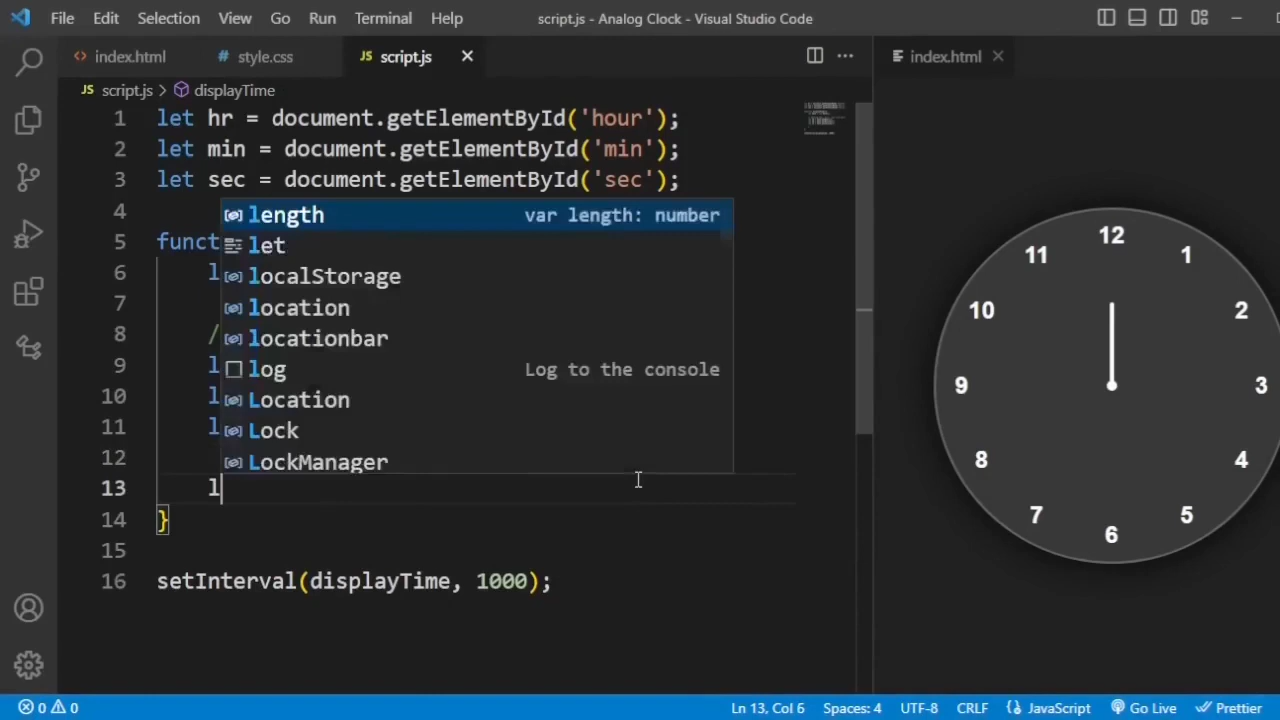 File Edit Selection View Go Run Terminal Help script.js - Analog Clock - Visual Studio Code
index.html style.css JS script.js index.html
JS script.js > displayTime
1 let hr = document.getElementById('hour');
2 let min = document.getElementById('min');
3 let sec = document.getElementById('sec');
4
length var length: number
5 funct
let
6 l
localStorage
7
location
8 /
locationbar
9 l
log Log to the console
10 l
Location
11 l
Lock
12
LockManager
13 l
14 }
15
16 setInterval(displayTime, 1000);
12
11 1
10 2
9 3
8 4
7 5
6
0 0 Ln 13, Col 6 Spaces: 4 UTF-8 CRLF JavaScript Go Live Prettier